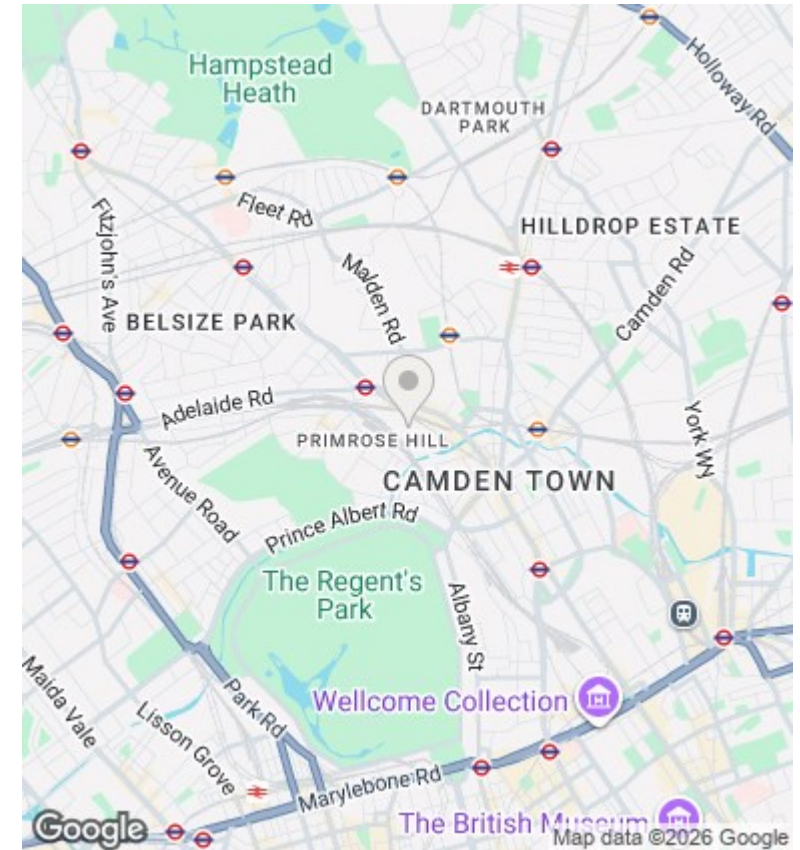 Hampstead
Heath
Holloway Rd
DARTMOUTH
PARK
Fleet Rd
Fitzjohn's Ave
HILLDROP ESTATE
Malden Rd
Camden Rd
BELSIZE PARK
Adelaide Rd
York Wy
PRIMROSE HILL
CAMDEN TOWN
Avenue Road
Prince Albert Rd
The Regent's
Park
Albany St
Maida Vale
Lisson Grove
Park Rd
Wellcome Collection
Marylebone Rd
The British Museum
Google
Map data ©2026 Google